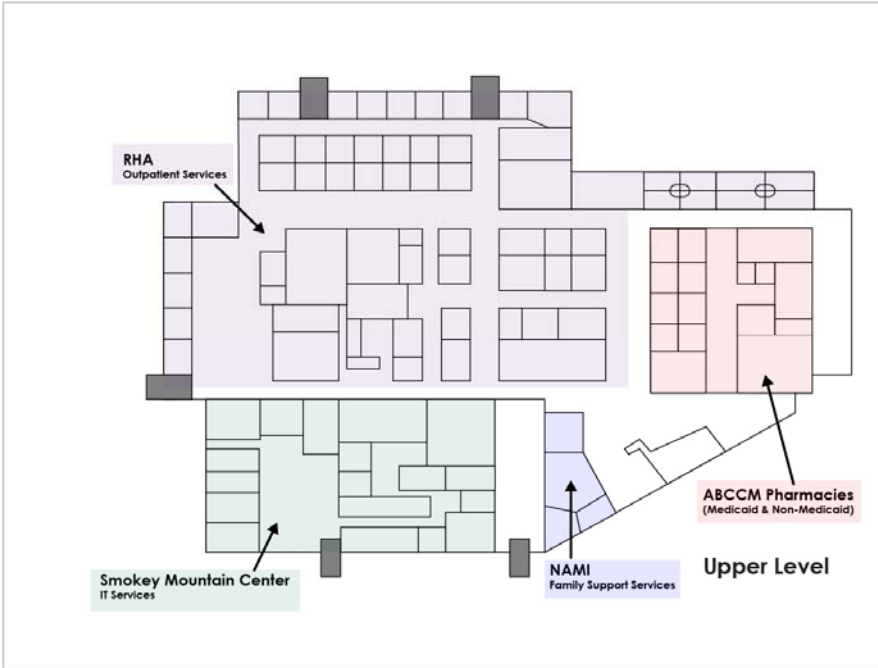 RHA
Outpatient Services
ABCCM Pharmacies
(Medicaid & Non-Medicaid)
Smokey Mountain Center
IT Services
NAMI
Family Support Services
Upper Level